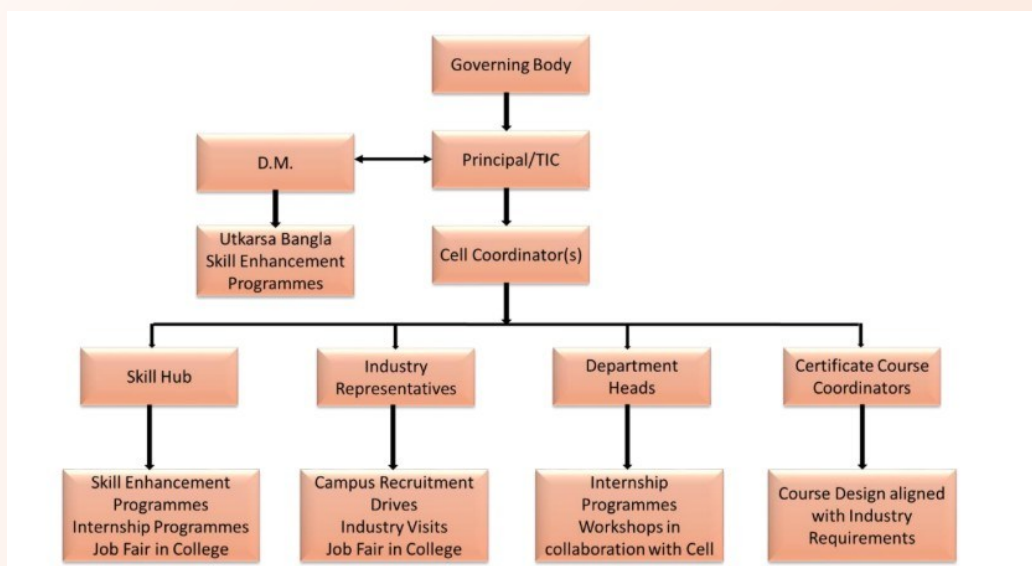 Governing Body
D.M.
Principal/TIC
Utkarsa Bangla
Skill Enhancement
Programmes
Cell Coordinator(s)
Skill Hub
Industry
Representatives
Department
Heads
Certificate Course
Coordinators
Skill Enhancement
Programmes
Internship Programmes
Job Fair in College
Campus Recruitment
Drives
Industry Visits
Job Fair in College
Internship
Programmes
Workshops in
collaboration with Cell
Course Design aligned
with Industry
Requirements